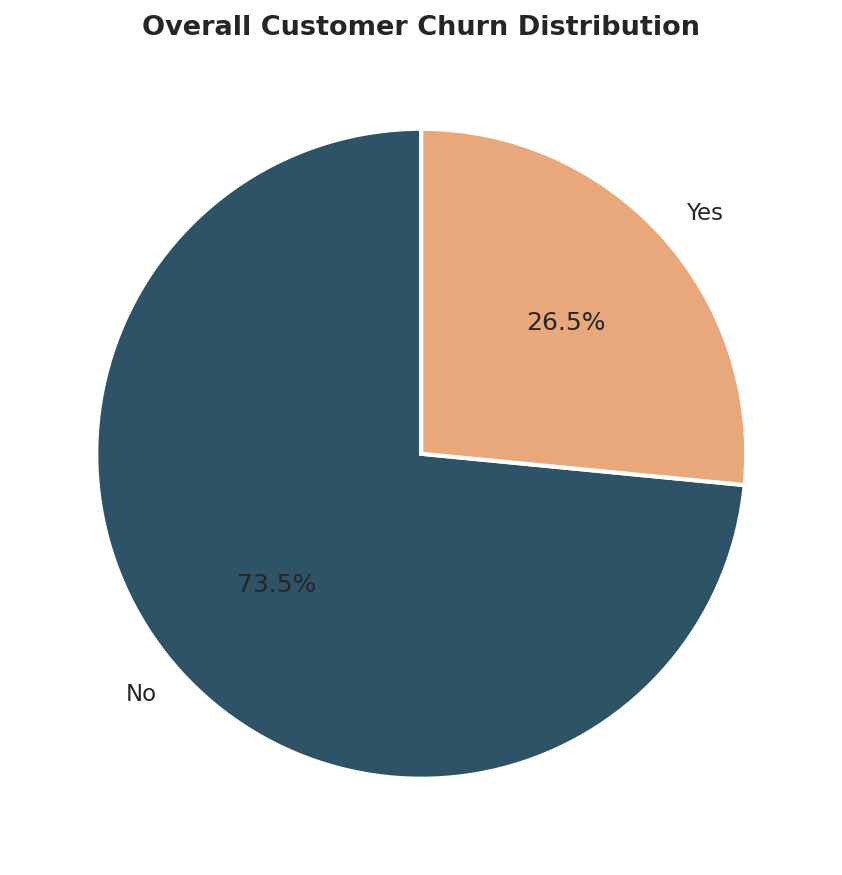 Overall Customer Churn Distribution
Yes
26.5%
73.5%
No